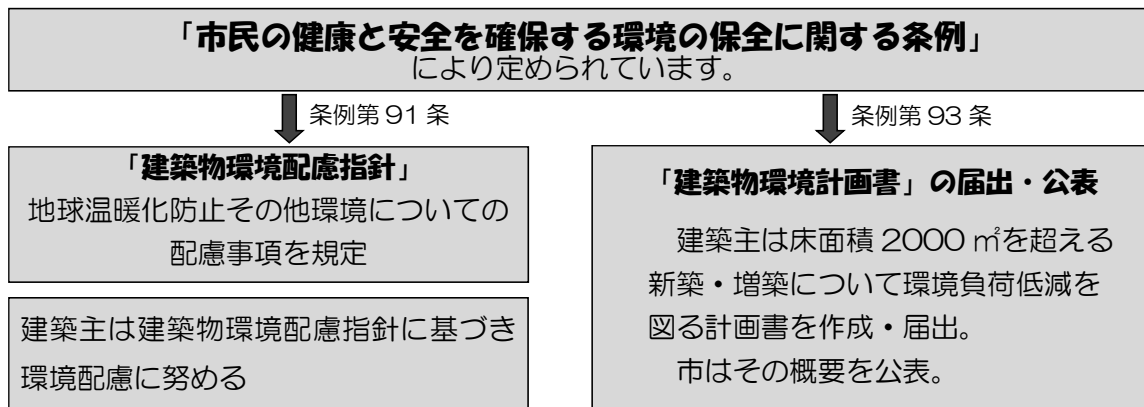 「市民の健康と安全を確保する環境の保全に関する条例」
により定められています。
条例第 91 条
条例第 93 条
「建築物環境配慮指針」
地球温暖化防止その他環境についての
配慮事項を規定
建築主は建築物環境配慮指針に基づき
環境配慮に努める
「建築物環境計画書」の届出・公表
建築主は床面積 2000 ㎡を超える
新築・増築について環境負荷低減を
図る計画書を作成・届出。
市はその概要を公表。